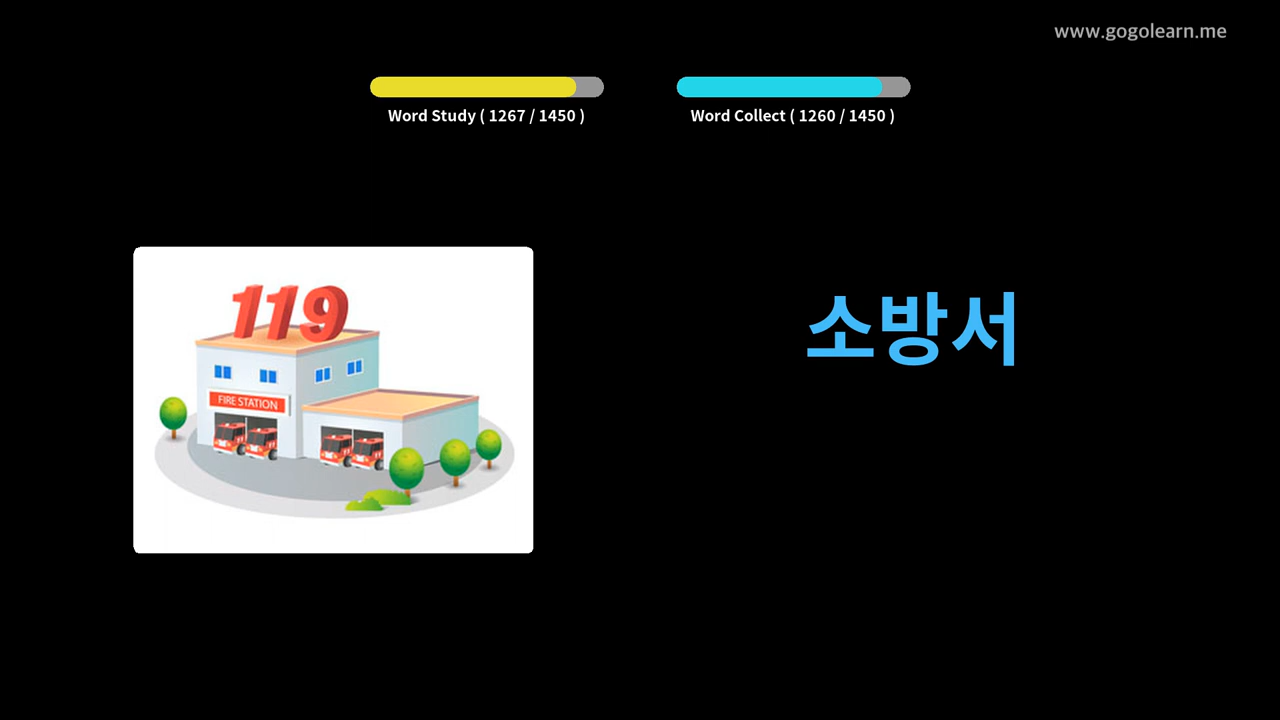 www.gogolearn.me
Word Study ( 1267 / 1450 )
Word Collect ( 1260 / 1450 )
119
FIRE STATION
소방서